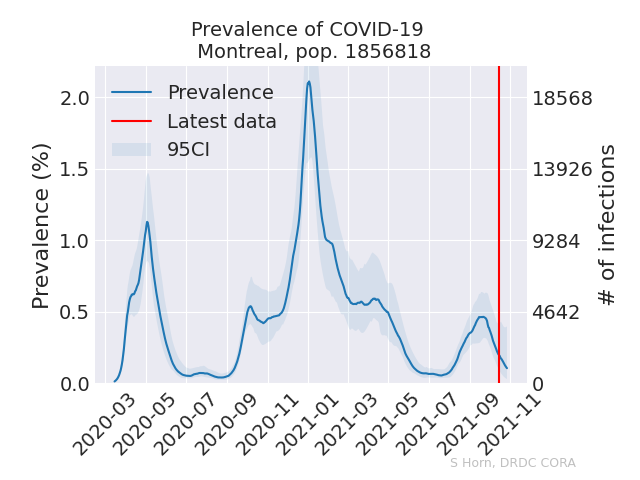 Prevalence of COVID-19
Montreal, pop. 1856818
Prevalence (%)
2.0
1.5
1.0
0.5
0.0
Prevalence
Latest data
95CI
18568
13926
9284
4642
0
# of infections
2020-03
2020-05
2020-07
2020-09
2020-11
2021-01
2021-03
2021-05
2021-07
2021-09
2021-11
S Horn, DRDC CORA